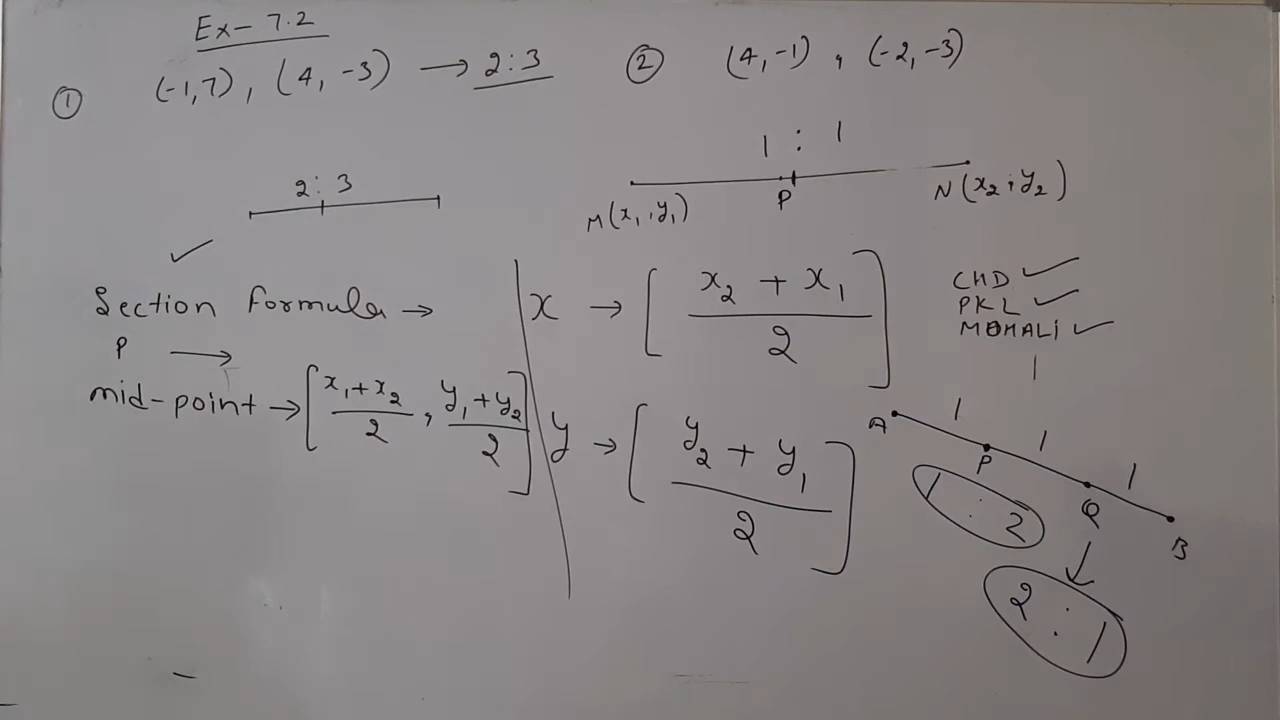 Ex- 7.2
① (-1,7), (4, -3) → 2:3
② (4,-1), (-2,-3)
2: 3
1 : 1
M(x₁,y₁) P N(x₂,y₂)
Section formula →
P →
mid-point → [x₁+x₂/2, y₁+y₂/2]
x → [x₂ + x₁/2]
y → [y₂ + y₁/2]
CHD ✓
PKL ✓
MOHALI ✓
1
A 1 P 1 Q 1 B
1 : 2
2 : 1